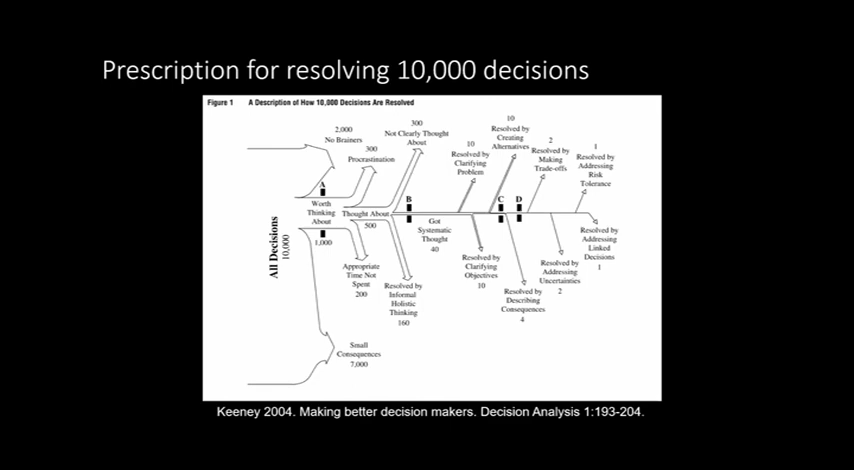 Prescription for resolving 10,000 decisions
Figure 1 A Description of How 10,000 Decisions Are Resolved
2,000
No Brainers
300
Procrastination
300
Not Clearly Thought
About
10
Resolved by
Clarifying
Problem
10
Resolved by
Creating
Alternatives
2
Resolved by
Making
Trade-offs
1
Resolved by
Addressing
Risk
Tolerance
A
B
C
D
All Decisions
10,000
Worth
Thinking
About
1,000
Thought About
500
Got
Systematic
Thought
40
Appropriate
Time Not
Spent
200
Resolved by
Informal
Holistic
Thinking
160
Resolved by
Clarifying
Objectives
10
Resolved by
Describing
Consequences
4
Resolved by
Addressing
Uncertainties
2
Resolved by
Addressing
Linked
Decisions
1
Small
Consequences
7,000
Keeney 2004. Making better decision makers. Decision Analysis 1:193-204.